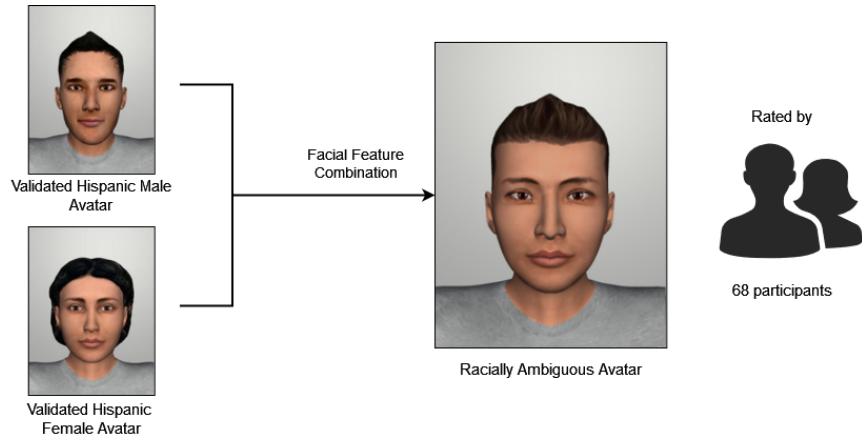 Validated Hispanic Male
Avatar
Validated Hispanic
Female Avatar
Facial Feature
Combination
Racially Ambiguous Avatar
Rated by
68 participants